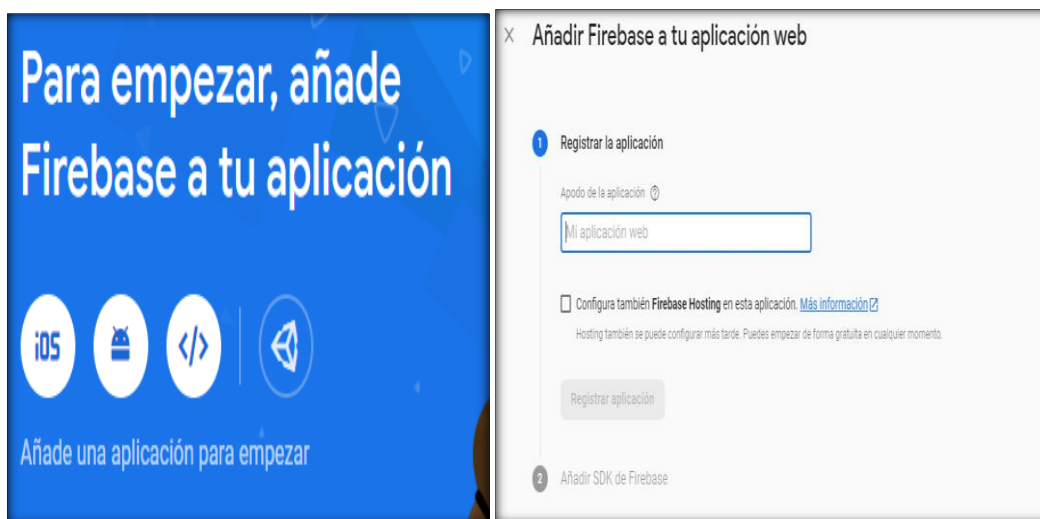 Para empezar, añade
Firebase a tu aplicación
iOS
</>
Añade una aplicación para empezar
× Añadir Firebase a tu aplicación web
1 Registrar la aplicación
Apodo de la aplicación ?
Mi aplicación web
Configura también Firebase Hosting en esta aplicación. Más información
Hosting también se puede configurar más tarde. Puedes empezar de forma gratuita en cualquier momento.
Registrar aplicación
2 Añadir SDK de Firebase